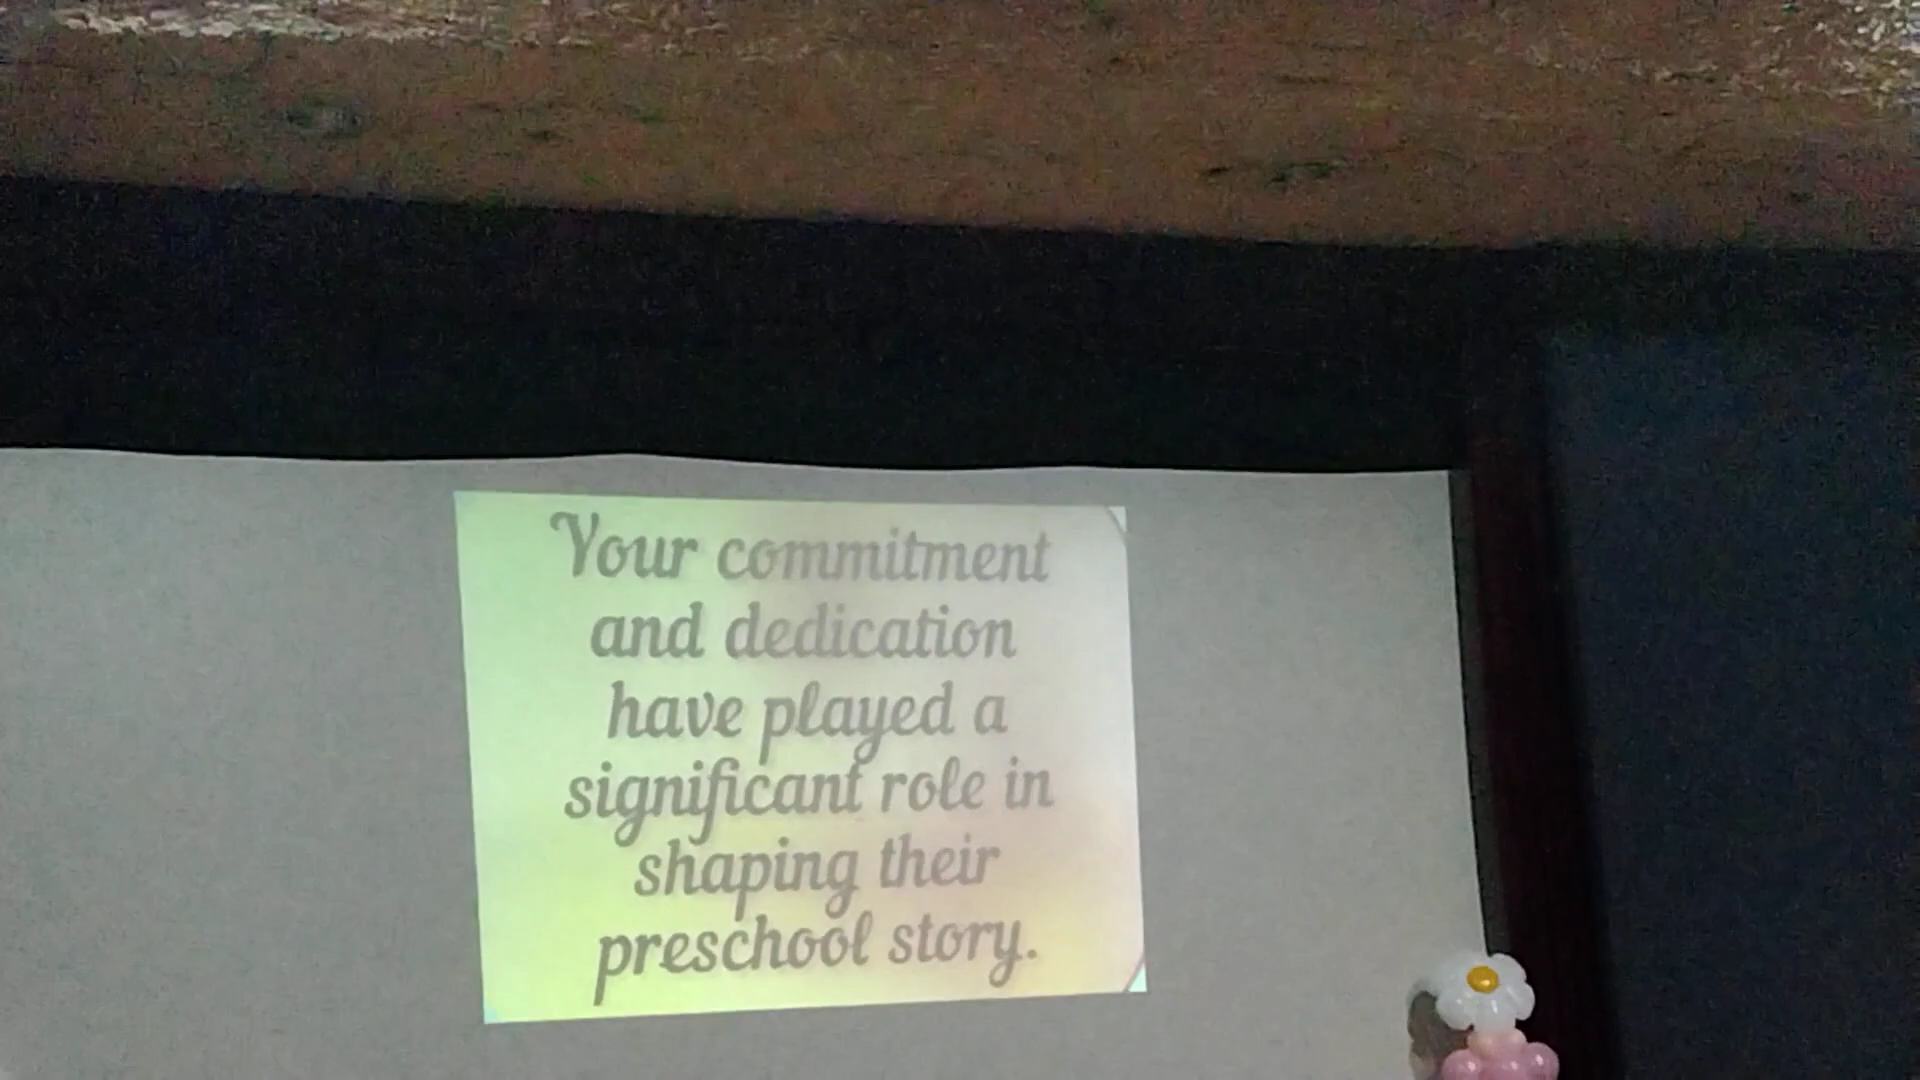 Your commitment
and dedication
have played a
significant role in
shaping their
preschool story.